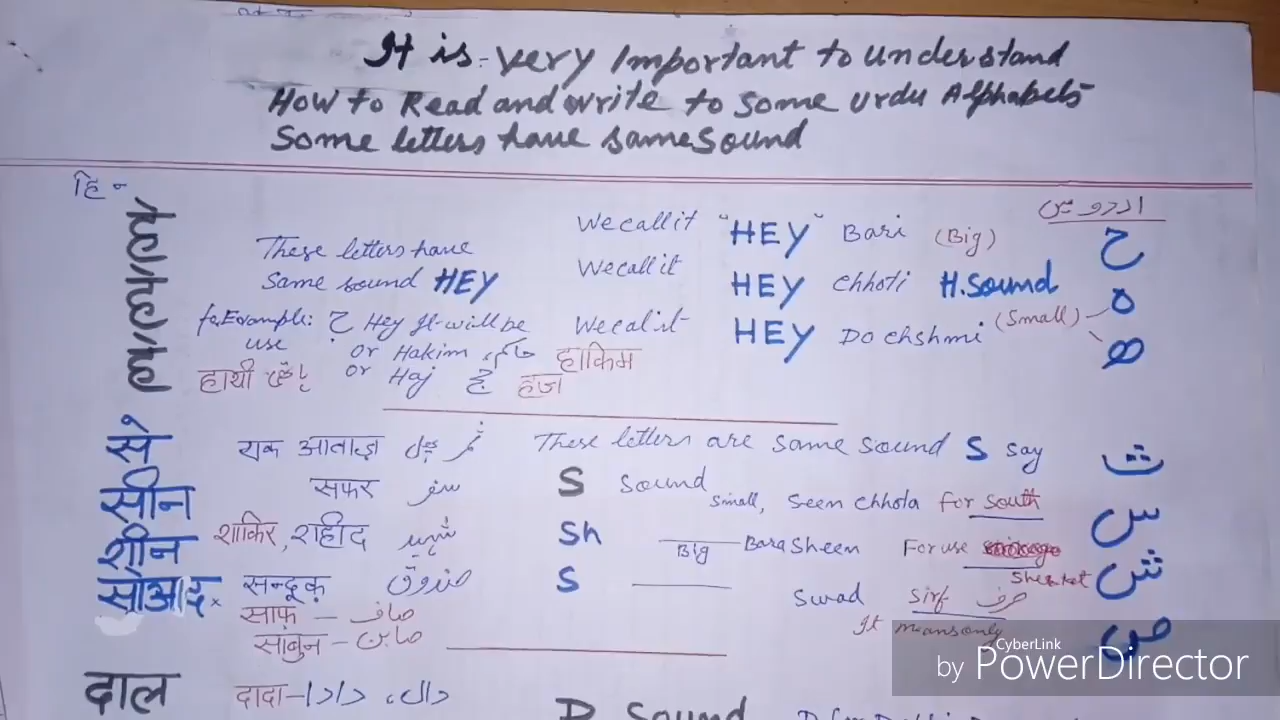 It is very Important to understand
How to Read and write to some urdu Alphabets
Some letters have same sound
हि॰
اردو میں
We call it "HEY" Bari (Big) ح
These letters have
same sound HEY
We call it HEY Chhoti H.Sound ہ
for Example: ح Hey It will be
use
We call it HEY Do chshmi (Small) ھ
or Hakim حاکم हाकिम
हाथी ہاتھی or Haj حج हज
से ثمر These letters are same sound S say ث
सीन सफर سفر S Sound small, Seen Chhota for south س
शीन शाकिर, शहीद شہید Sh Big Bara Sheen For use ش
सोआद सन्दूक़ صندوق S Swad Sirf صرف ص
साफ़ — صاف It means only
साबुन — صابن
CyberLink
by PowerDirector
दाल दादा — دال، دادا
D Sound